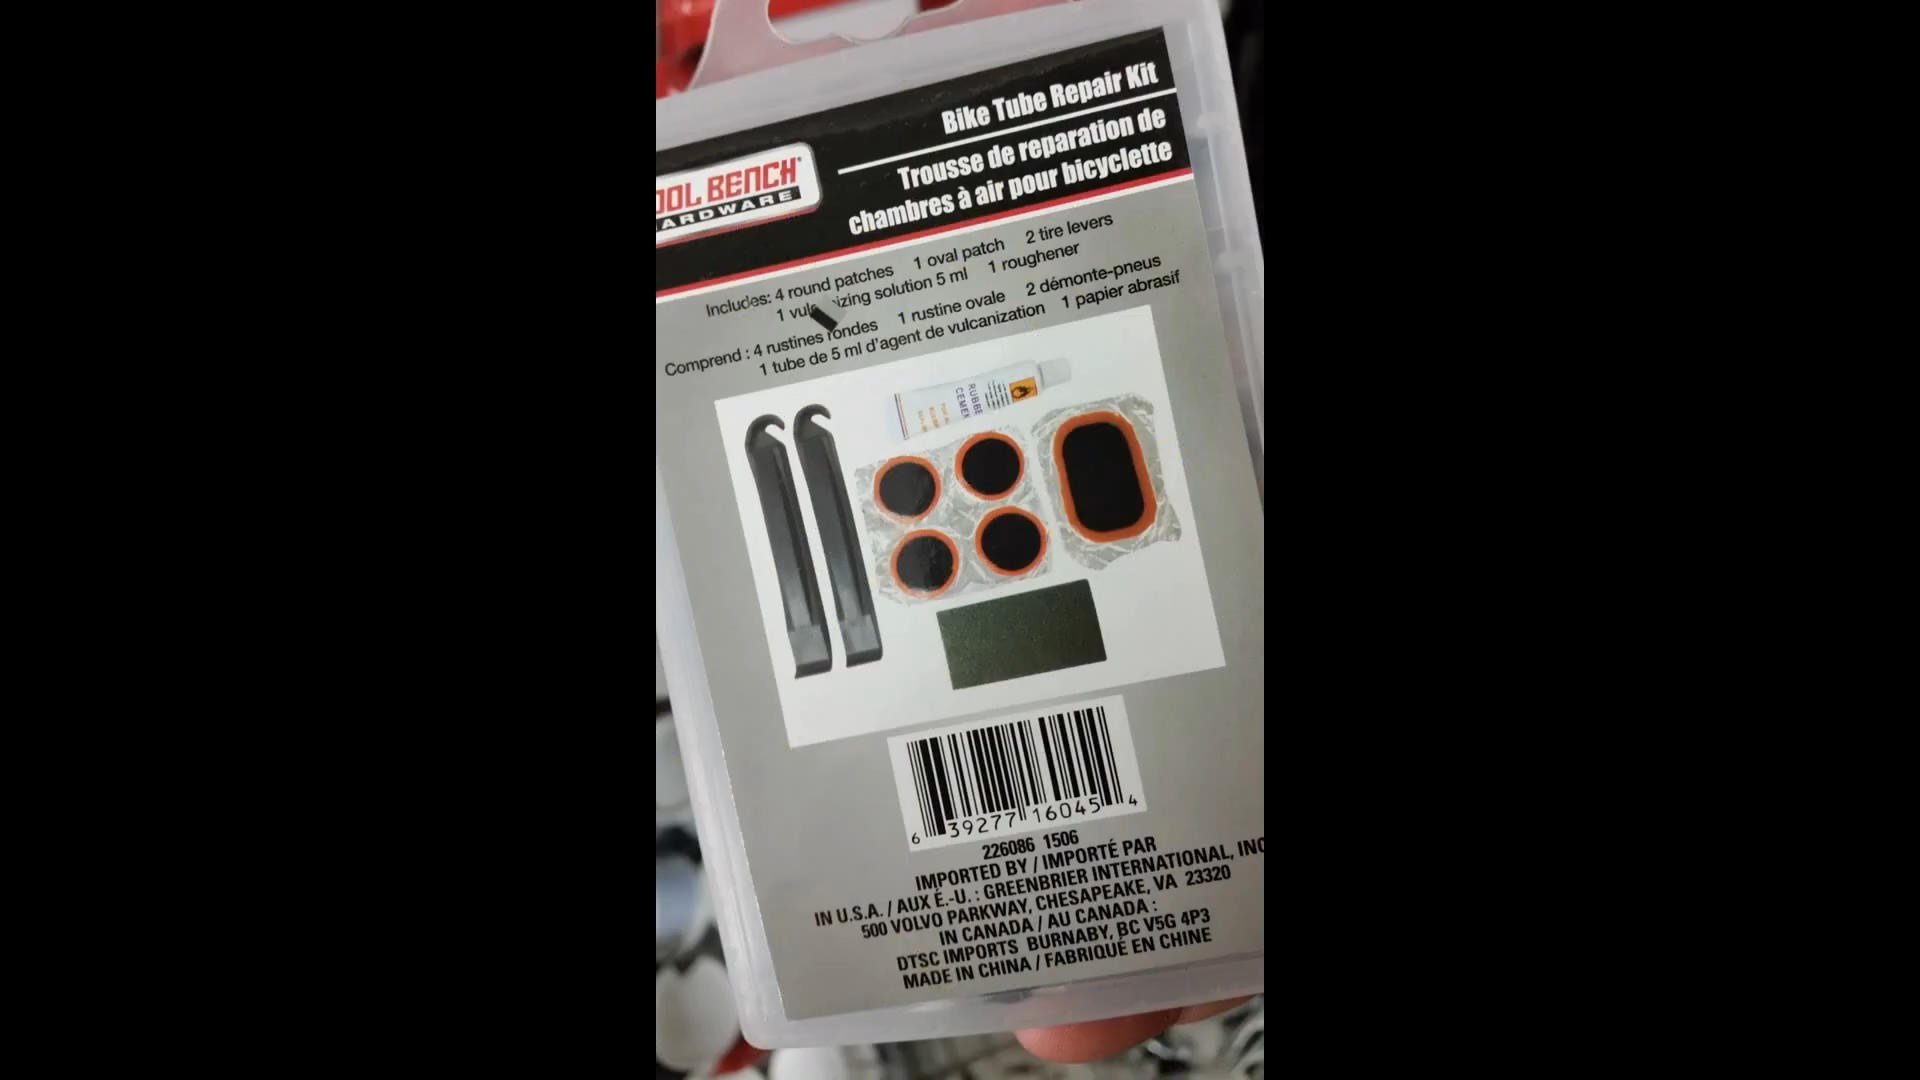 Bike Tube Repair Kit
Trousse de reparation de
chambres à air pour bicyclette
OOL BENCH
ARDWARE
Includes: 4 round patches 1 oval patch 2 tire levers
1 vulc izing solution 5 ml 1 roughener
Comprend : 4 rustines rondes 1 rustine ovale 2 démonte-pneus
1 tube de 5 ml d'agent de vulcanization 1 papier abrasif
RUBBE
CEMEN
6 39277 16045 4
226086 1506
IMPORTED BY / IMPORTÉ PAR
IN U.S.A. / AUX É.-U. : GREENBRIER INTERNATIONAL, INC
500 VOLVO PARKWAY, CHESAPEAKE, VA 23320
IN CANADA / AU CANADA :
DTSC IMPORTS BURNABY, BC V5G 4P3
MADE IN CHINA / FABRIQUÉ EN CHINE